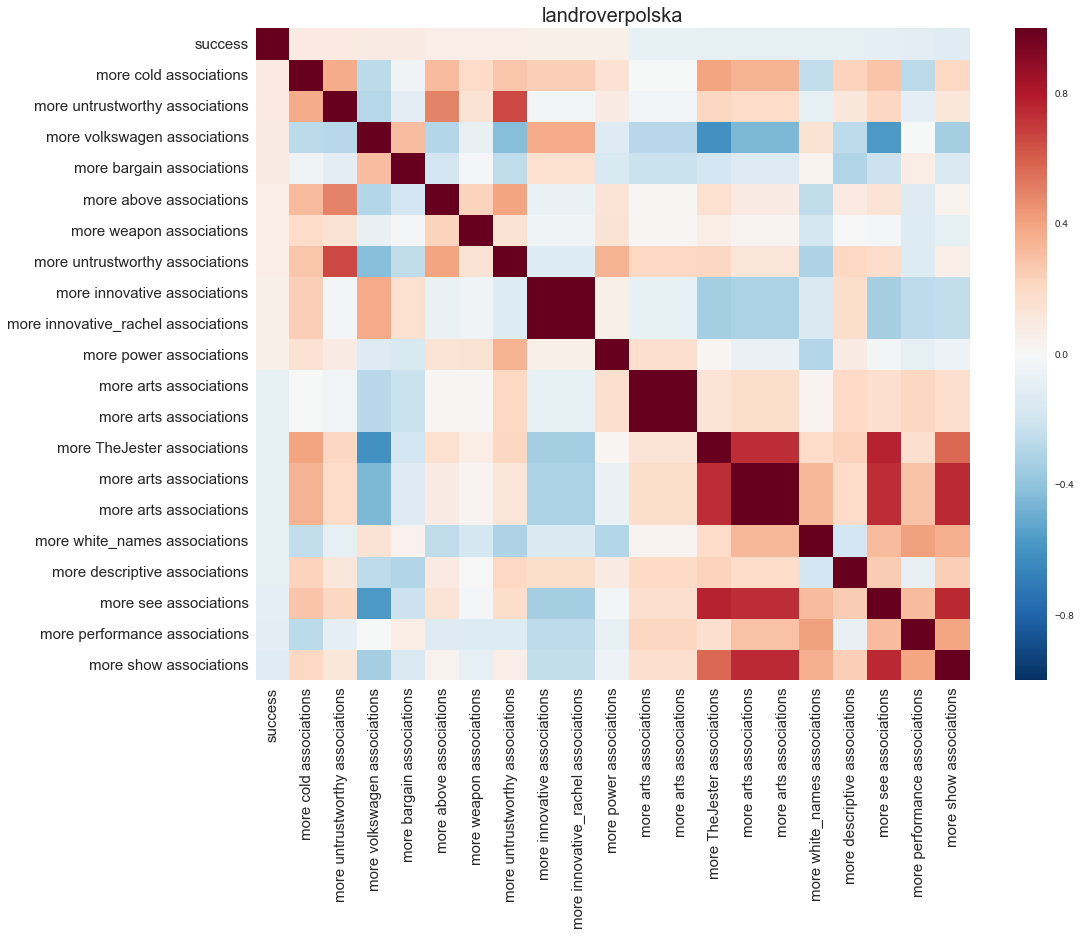 landroverpolska
success
more cold associations
more untrustworthy associations
more volkswagen associations
more bargain associations
more above associations
more weapon associations
more untrustworthy associations
more innovative associations
more innovative_rachel associations
more power associations
more arts associations
more arts associations
more TheJester associations
more arts associations
more arts associations
more white_names associations
more descriptive associations
more see associations
more performance associations
more show associations
0.8
0.4
0.0
−0.4
−0.8
success
more cold associations
more untrustworthy associations
more volkswagen associations
more bargain associations
more above associations
more weapon associations
more untrustworthy associations
more innovative associations
more innovative_rachel associations
more power associations
more arts associations
more arts associations
more TheJester associations
more arts associations
more arts associations
more white_names associations
more descriptive associations
more see associations
more performance associations
more show associations